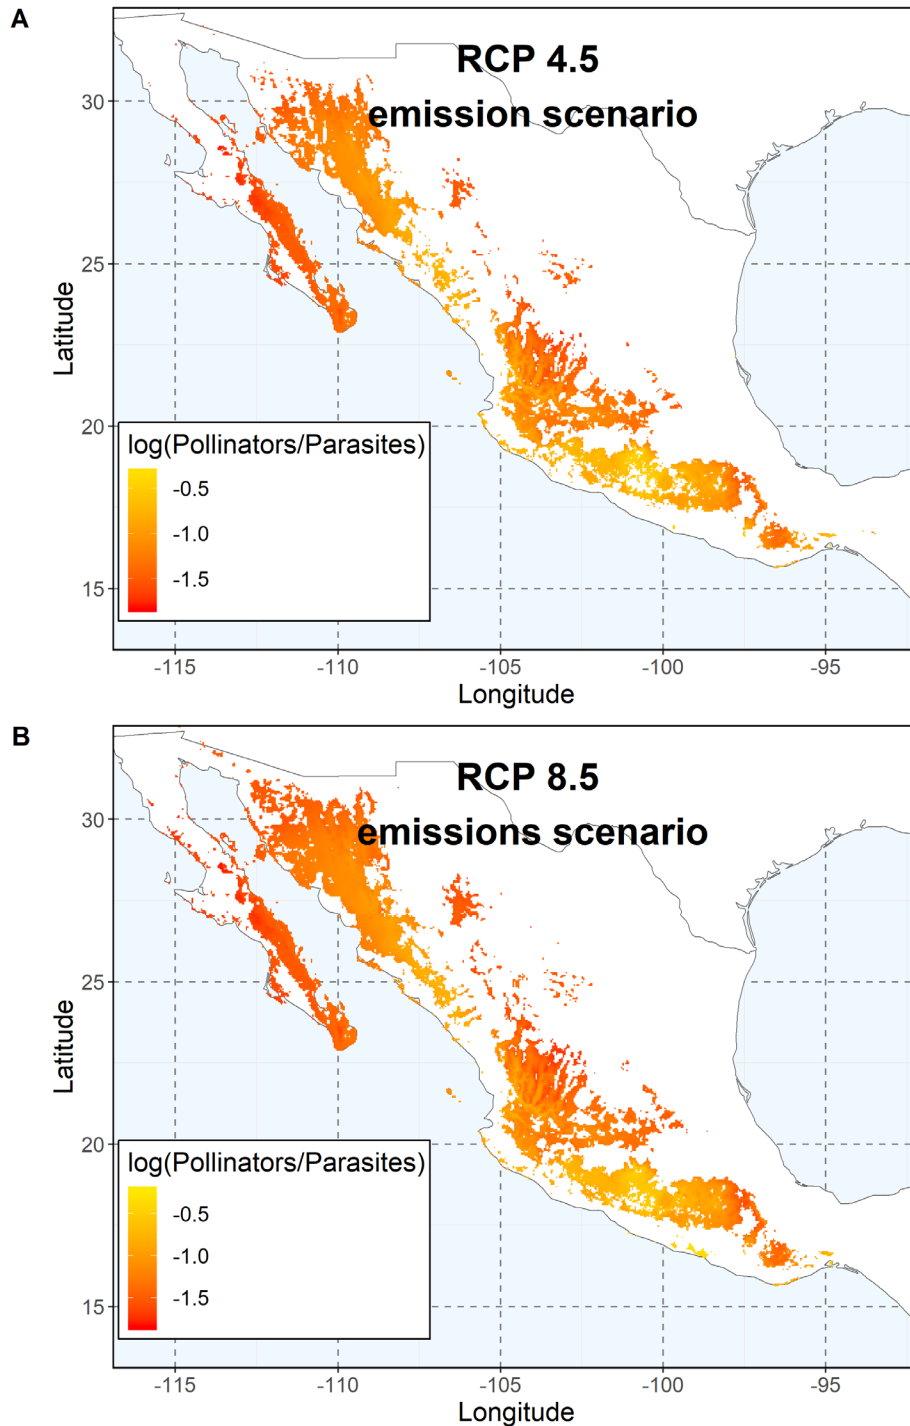 A
RCP 4.5
emission scenario
30
25
20
15
Latitude
log(Pollinators/Parasites)
-0.5
-1.0
-1.5
-115
-110
-105
-100
-95
Longitude
B
RCP 8.5
emissions scenario
30
25
20
15
Latitude
log(Pollinators/Parasites)
-0.5
-1.0
-1.5
-115
-110
-105
-100
-95
Longitude